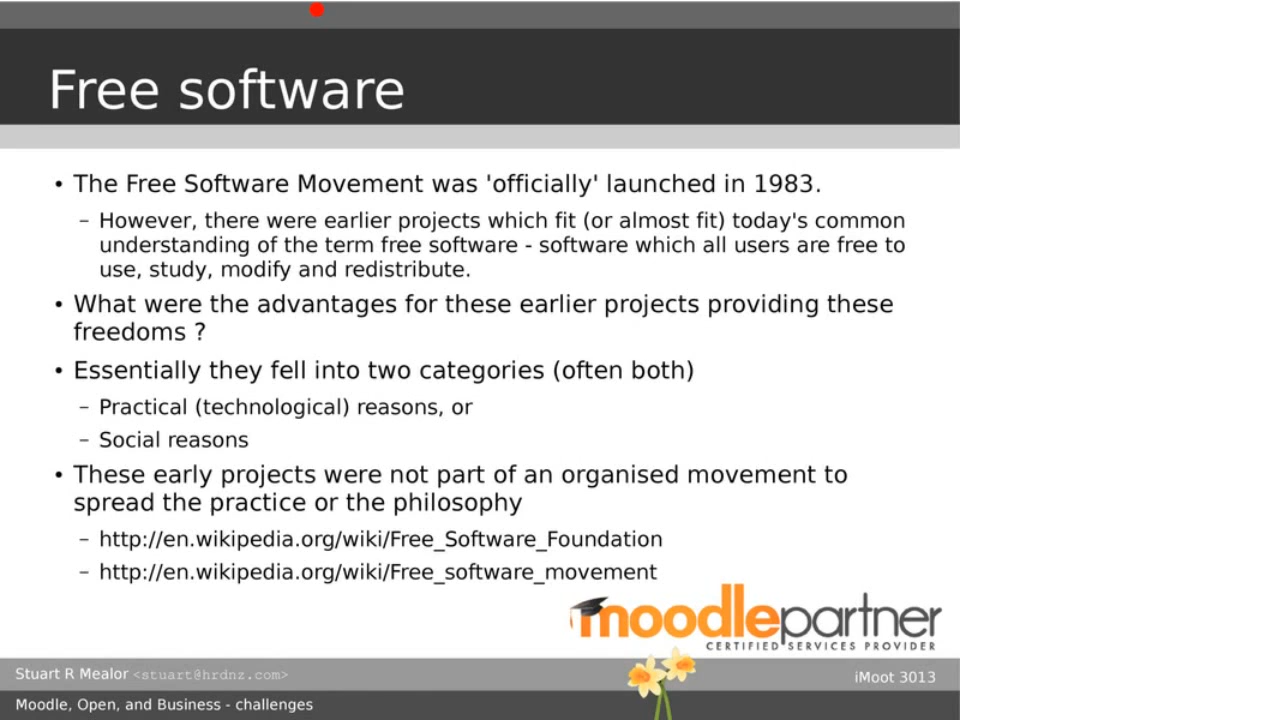 Free software
• The Free Software Movement was 'officially' launched in 1983.
– However, there were earlier projects which fit (or almost fit) today's common
understanding of the term free software - software which all users are free to
use, study, modify and redistribute.
• What were the advantages for these earlier projects providing these
freedoms ?
• Essentially they fell into two categories (often both)
– Practical (technological) reasons, or
– Social reasons
• These early projects were not part of an organised movement to
spread the practice or the philosophy
– http://en.wikipedia.org/wiki/Free_Software_Foundation
– http://en.wikipedia.org/wiki/Free_software_movement
moodlepartner
CERTIFIED SERVICES PROVIDER
Stuart R Mealor <stuart@hrdnz.com>
iMoot 3013
Moodle, Open, and Business - challenges